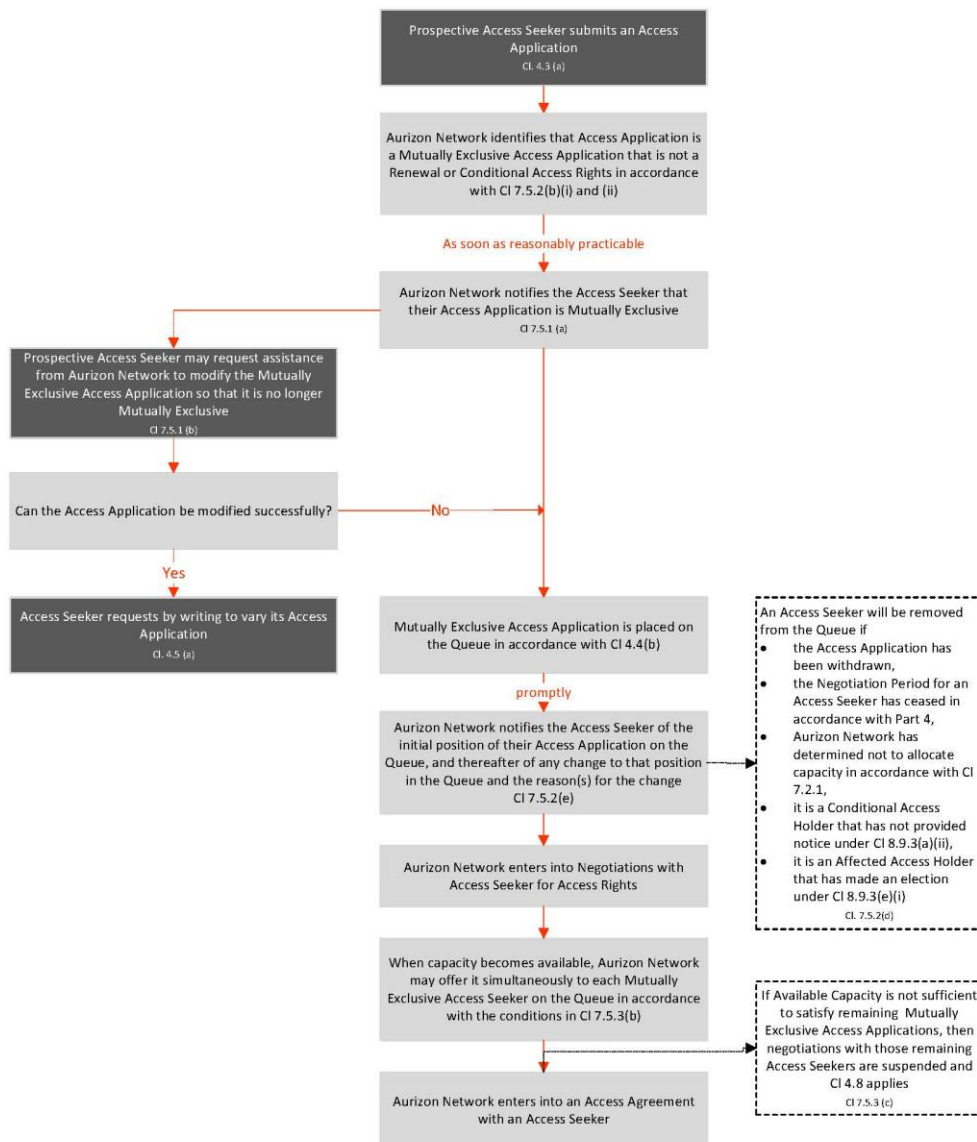 Prospective Access Seeker submits an Access
Application
Cl. 4.3 (a)
Aurizon Network identifies that Access Application is
a Mutually Exclusive Access Application that is not a
Renewal or Conditional Access Rights in accordance
with Cl 7.5.2(b)(i) and (ii)
As soon as reasonably practicable
Aurizon Network notifies the Access Seeker that
their Access Application is Mutually Exclusive
Cl 7.5.1 (a)
Prospective Access Seeker may request assistance
from Aurizon Network to modify the Mutually
Exclusive Access Application so that it is no longer
Mutually Exclusive
Cl 7.5.1 (b)
Can the Access Application be modified successfully?
No
Yes
Access Seeker requests by writing to vary its Access
Application
Cl. 4.5 (a)
Mutually Exclusive Access Application is placed on
the Queue in accordance with Cl 4.4(b)
promptly
Aurizon Network notifies the Access Seeker of the
initial position of their Access Application on the
Queue, and thereafter of any change to that position
in the Queue and the reason(s) for the change
Cl 7.5.2(e)
An Access Seeker will be removed
from the Queue if
• the Access Application has
been withdrawn,
• the Negotiation Period for an
Access Seeker has ceased in
accordance with Part 4,
• Aurizon Network has
determined not to allocate
capacity in accordance with Cl
7.2.1,
• it is a Conditional Access
Holder that has not provided
notice under Cl 8.9.3(a)(ii),
• it is an Affected Access Holder
that has made an election
under Cl 8.9.3(e)(i)
Cl. 7.5.2(d)
Aurizon Network enters into Negotiations with
Access Seeker for Access Rights
When capacity becomes available, Aurizon Network
may offer it simultaneously to each Mutually
Exclusive Access Seeker on the Queue in accordance
with the conditions in Cl 7.5.3(b)
If Available Capacity is not sufficient
to satisfy remaining Mutually
Exclusive Access Applications, then
negotiations with those remaining
Access Seekers are suspended and
Cl 4.8 applies
Cl 7.5.3 (c)
Aurizon Network enters into an Access Agreement
with an Access Seeker